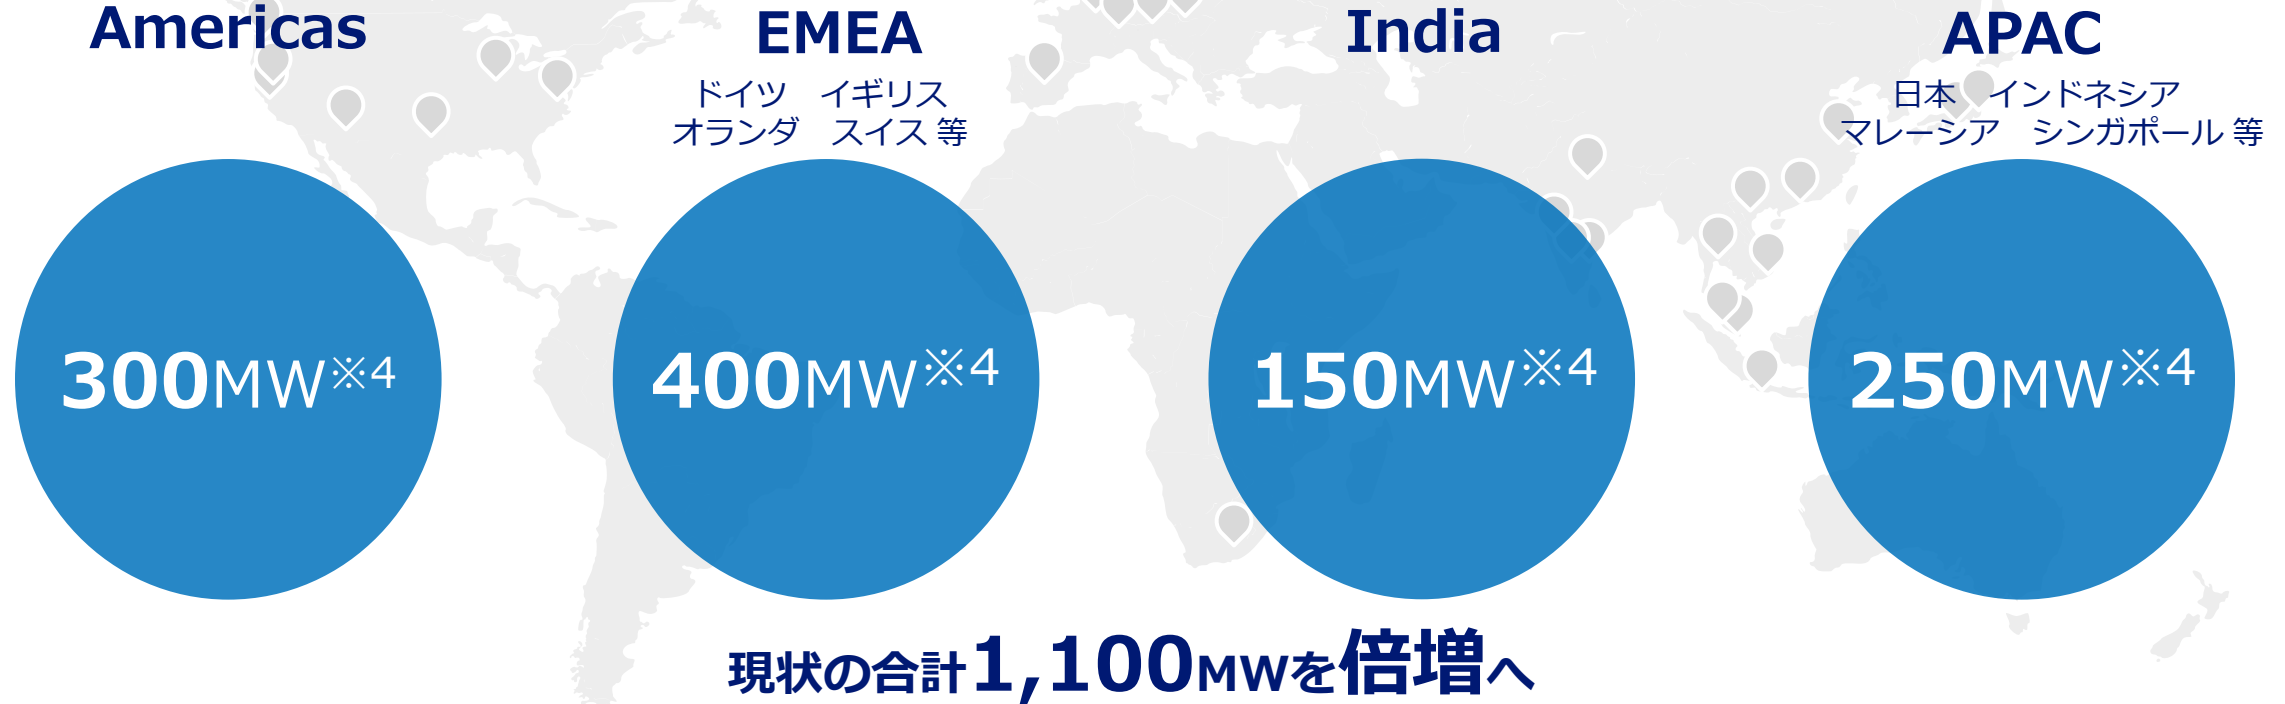 Americas
EMEA
ドイツ　イギリス
オランダ　スイス 等
India
APAC
日本　インドネシア
マレーシア　シンガポール 等
300MW※4
400MW※4
150MW※4
250MW※4
現状の合計1,100MWを倍増へ